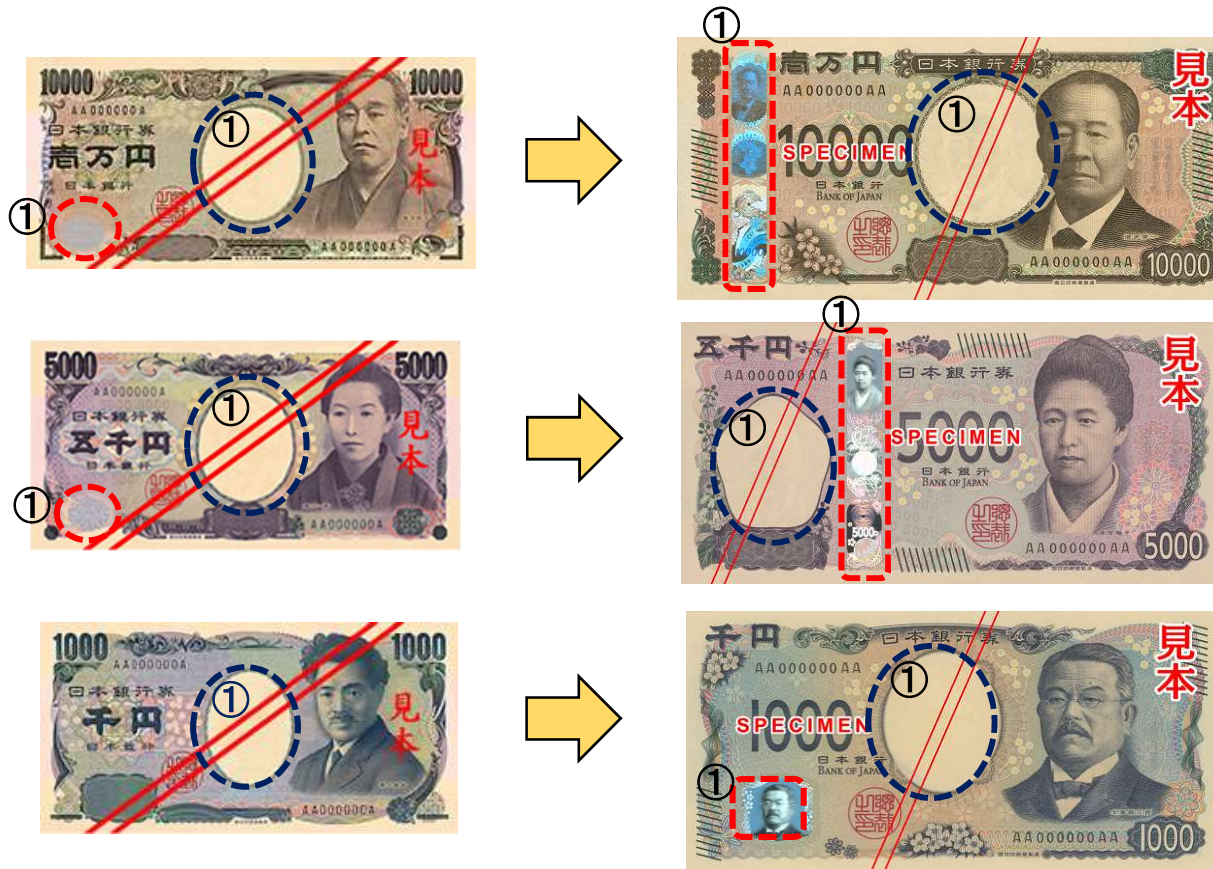 10000
10000
AA000000A
日本銀行券
壱万円
日本銀行
AA000000A
見本
①
①
①
壱万円
日本銀行券
AA000000AA
10000
SPECIMEN
日本銀行
BANK OF JAPAN
AA000000AA
10000
見本
①
5000
5000
AA000000A
日本銀行券
五千円
日本銀行
AA000000A
見本
①
①
①
五千円
AA000000AA
日本銀行券
5000
SPECIMEN
日本銀行
BANK OF JAPAN
5000
AA000000AA
5000
見本
①
1000
1000
AA000000A
日本銀行券
千円
日本銀行
AA000000A
見本
①
千円
日本銀行券
AA000000AA
①
1000
SPECIMEN
日本銀行
BANK OF JAPAN
①
AA000000AA
1000
見本